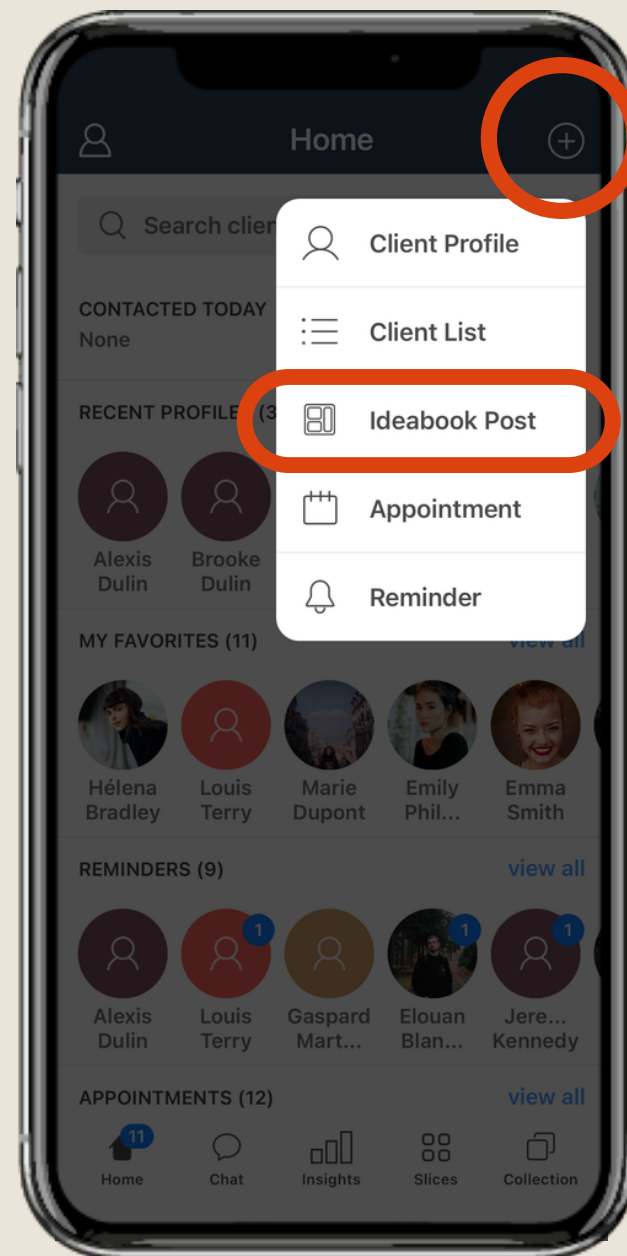 Home
Search clien
Client Profile
Client List
Ideabook Post
Appointment
Reminder
CONTACTED TODAY
None
RECENT PROFILE (3
Alexis
Dulin
Brooke
Dulin
MY FAVORITES (11)
view all
Hélena
Bradley
Louis
Terry
Marie
Dupont
Emily
Phil...
Emma
Smith
REMINDERS (9)
view all
1
1
1
Alexis
Dulin
Louis
Terry
Gaspard
Mart...
Elouan
Blan...
Jere...
Kennedy
APPOINTMENTS (12)
view all
11
Home
Chat
Insights
Slices
Collection